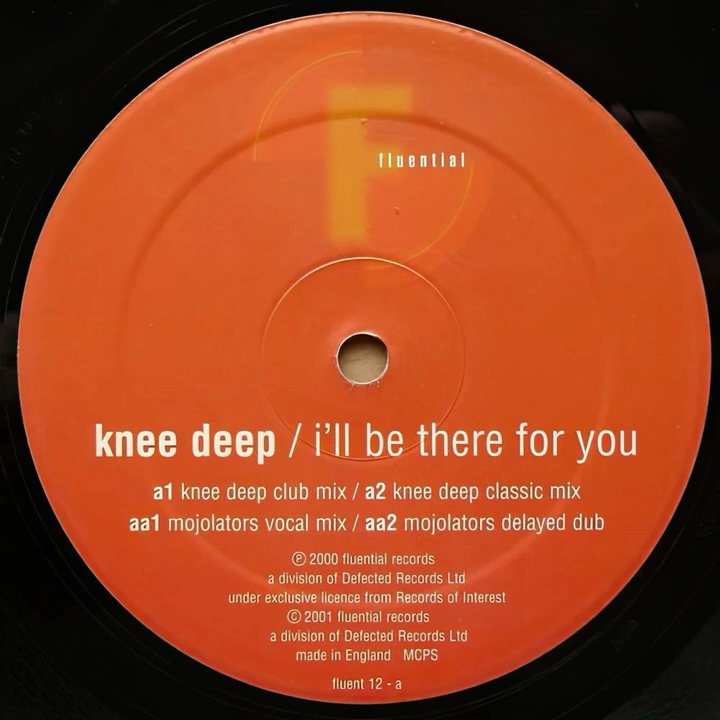 F
fluential
knee deep / i'll be there for you
a1 knee deep club mix / a2 knee deep classic mix
aa1 mojolators vocal mix / aa2 mojolators delayed dub
℗ 2000 fluential records
a division of Defected Records Ltd
under exclusive licence from Records of Interest
© 2001 fluential records
a division of Defected Records Ltd
made in England MCPS
fluent 12 - a